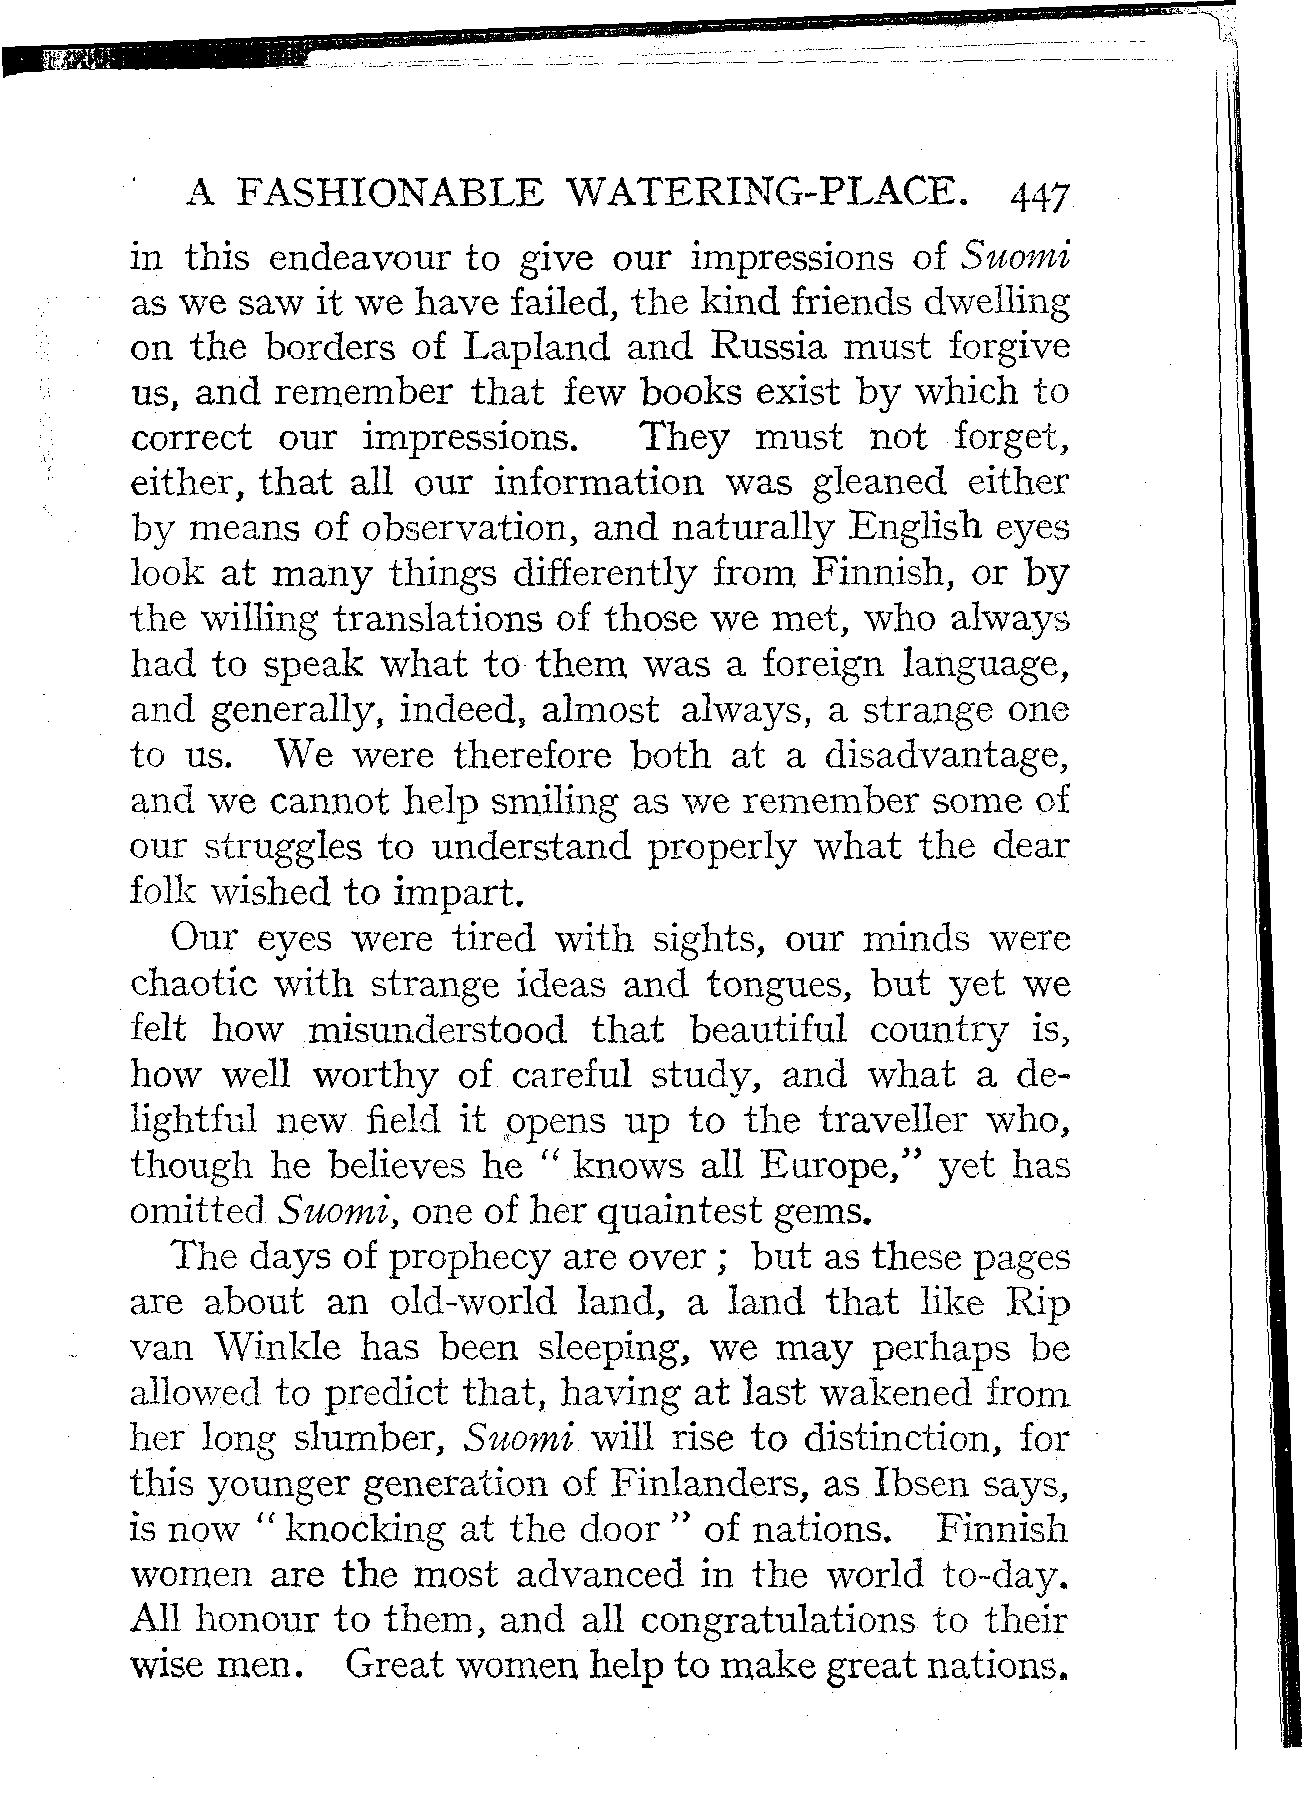 A FASHIONABLE WATERING-PLACE. 447
in this endeavour to give our impressions of Suomi
as we saw it we have failed, the kind friends dwelling
on the borders of Lapland and Russia must forgive
us, and remember that few books exist by which to
correct our impressions. They must not forget,
either, that all our information was gleaned either
by means of observation, and naturally English eyes
look at many things differently from Finnish, or by
the willing translations of those we met, who always
had to speak what to them was a foreign language,
and generally, indeed, almost always, a strange one
to us. We were therefore both at a disadvantage,
and we cannot help smiling as we remember some of
our struggles to understand properly what the dear
folk wished to impart.
Our eyes were tired with sights, our minds were
chaotic with strange ideas and tongues, but yet we
felt how misunderstood that beautiful country is,
how well worthy of careful study, and what a de-
lightful new field it opens up to the traveller who,
though he believes he “ knows all Europe,” yet has
omitted Suomi, one of her quaintest gems.
The days of prophecy are over ; but as these pages
are about an old-world land, a land that like Rip
van Winkle has been sleeping, we may perhaps be
allowed to predict that, having at last wakened from
her long slumber, Suomi will rise to distinction, for
this younger generation of Finlanders, as Ibsen says,
is now “ knocking at the door ” of nations. Finnish
women are the most advanced in the world to-day.
All honour to them, and all congratulations to their
wise men. Great women help to make great nations.